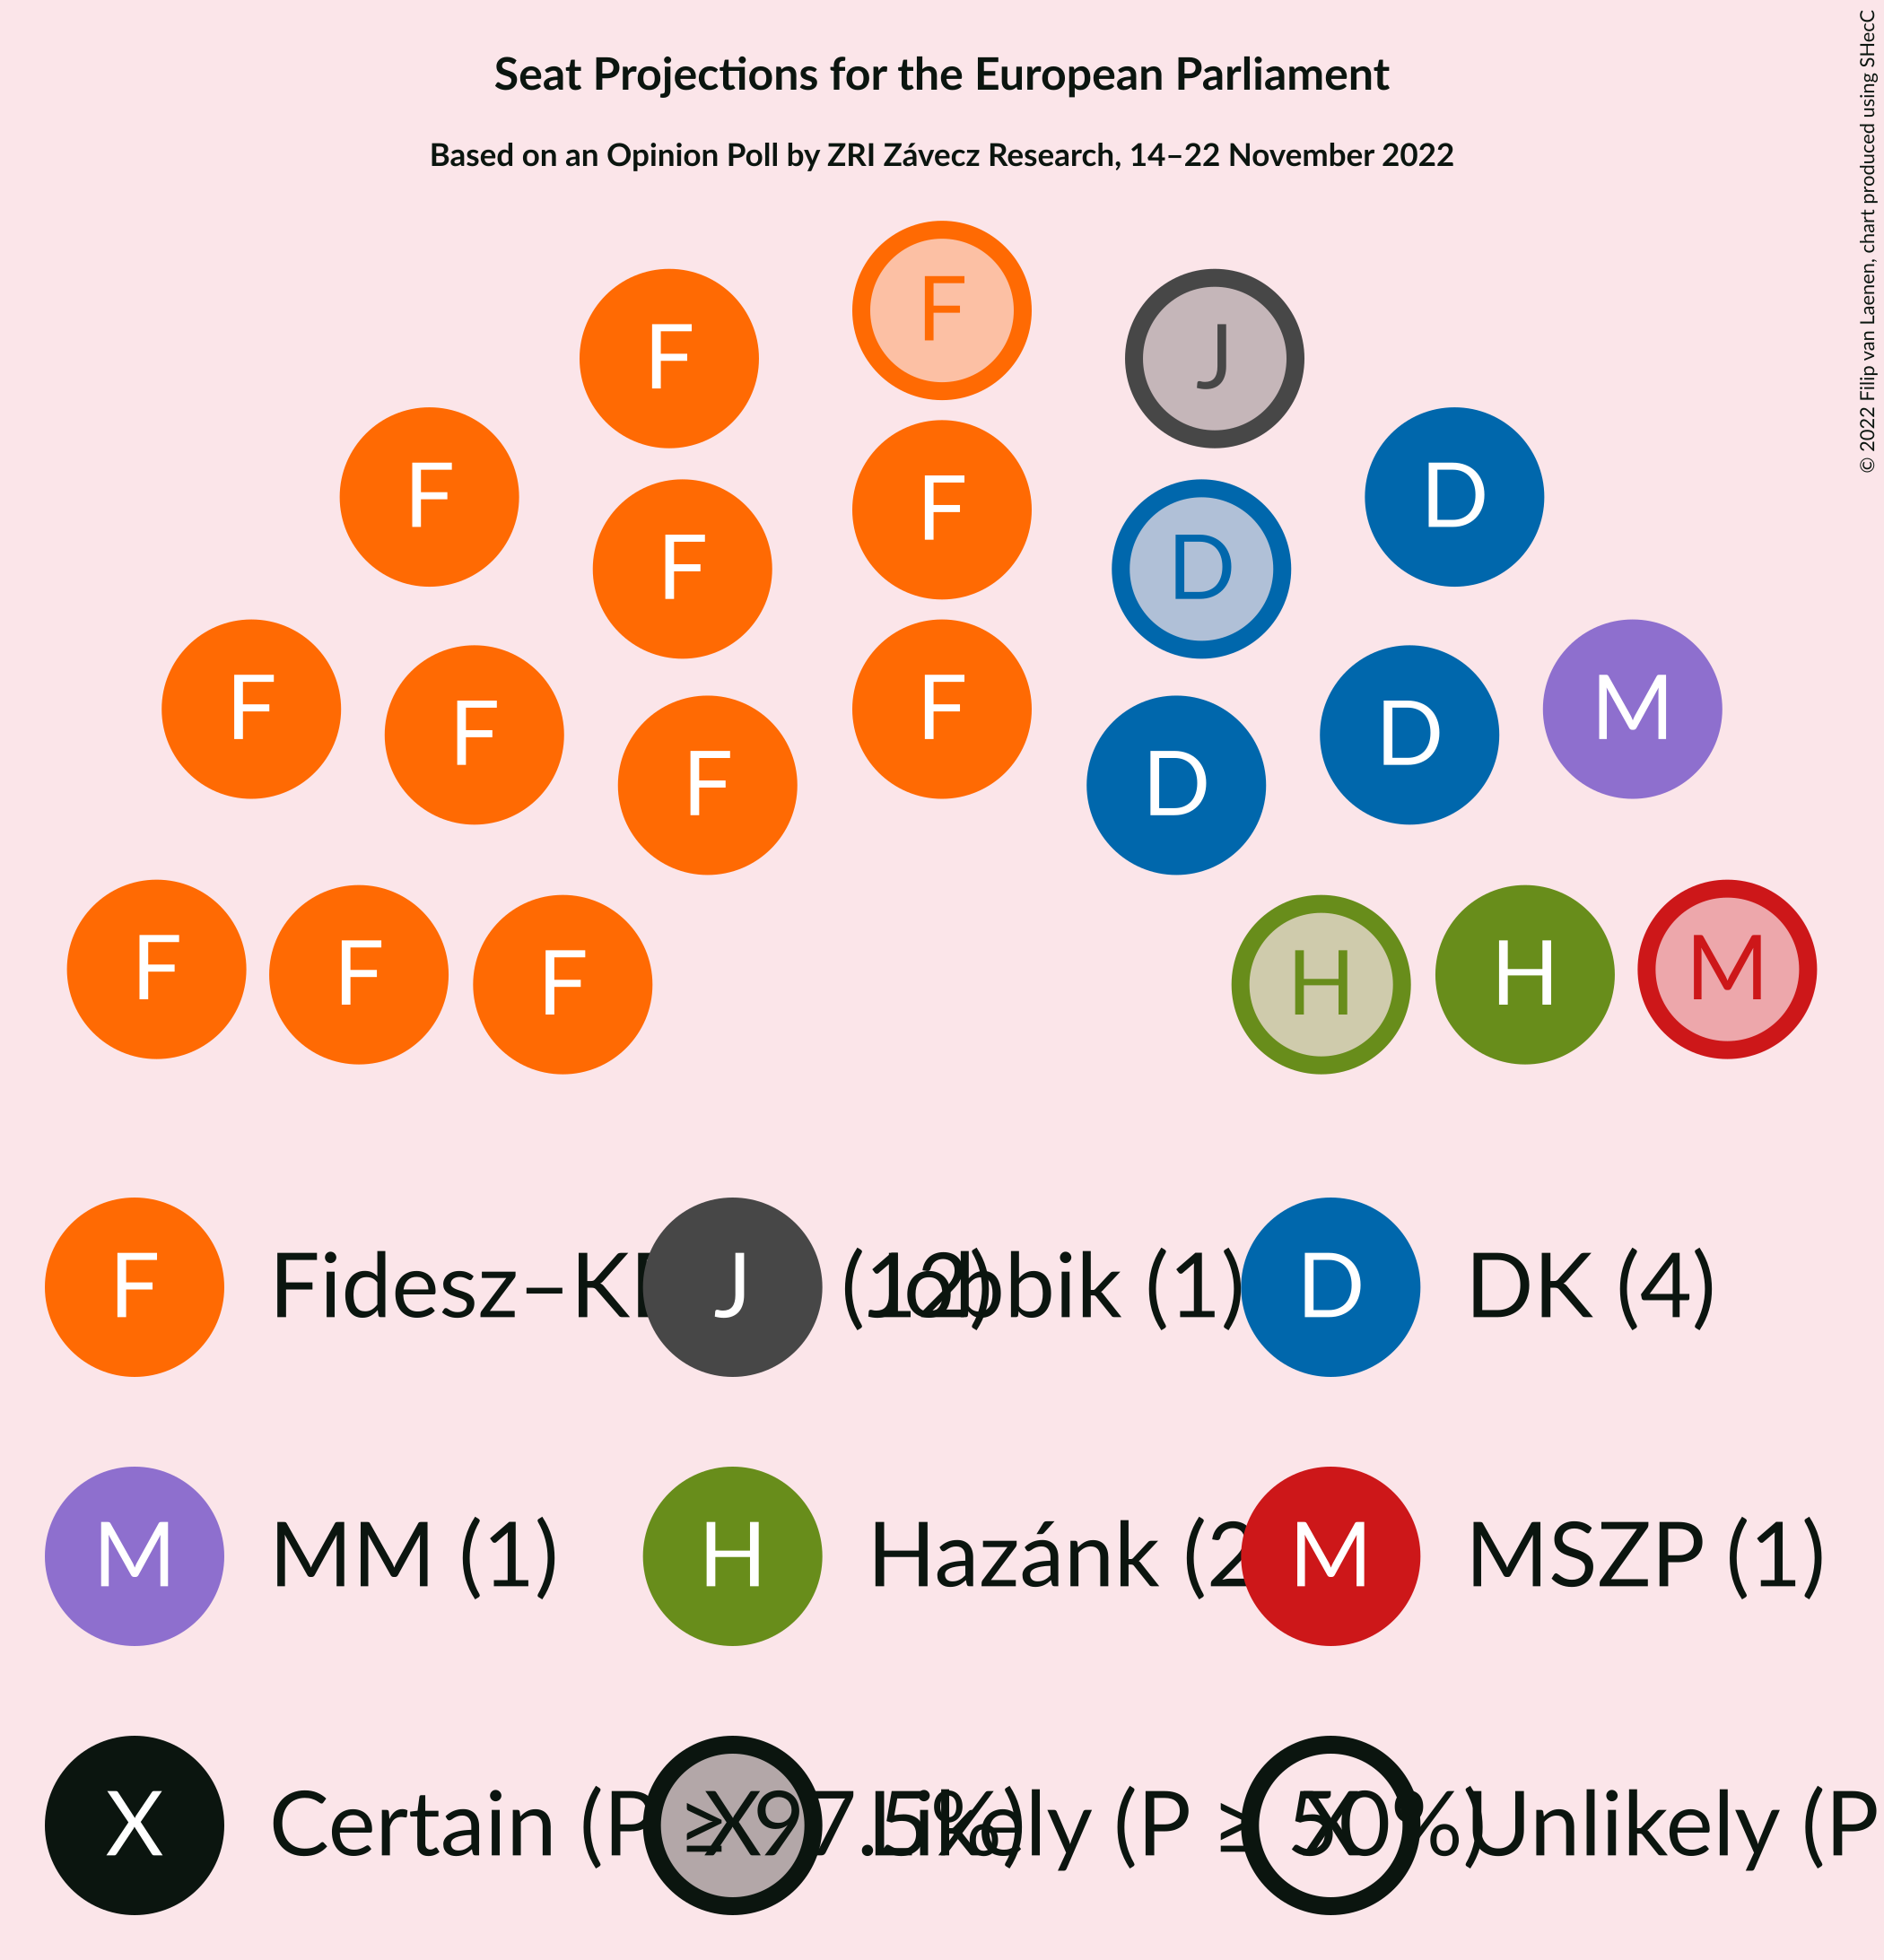 Seat Projections for the European Parliament
Based on an Opinion Poll by ZRI Závecz Research, 14–22 November 2022
© 2022 Filip van Laenen, chart produced using SHecC
F
F J
F F D
F D
F F M
F D
F F D
F F F H H M
F Fidesz–K (12) J Jobbik (1) D DK (4)
M MM (1) H Hazánk (2 M MSZP (1)
X Certain (P ≥ 97.5%) X Likely (P ≥ 50%) X Unlikely (P